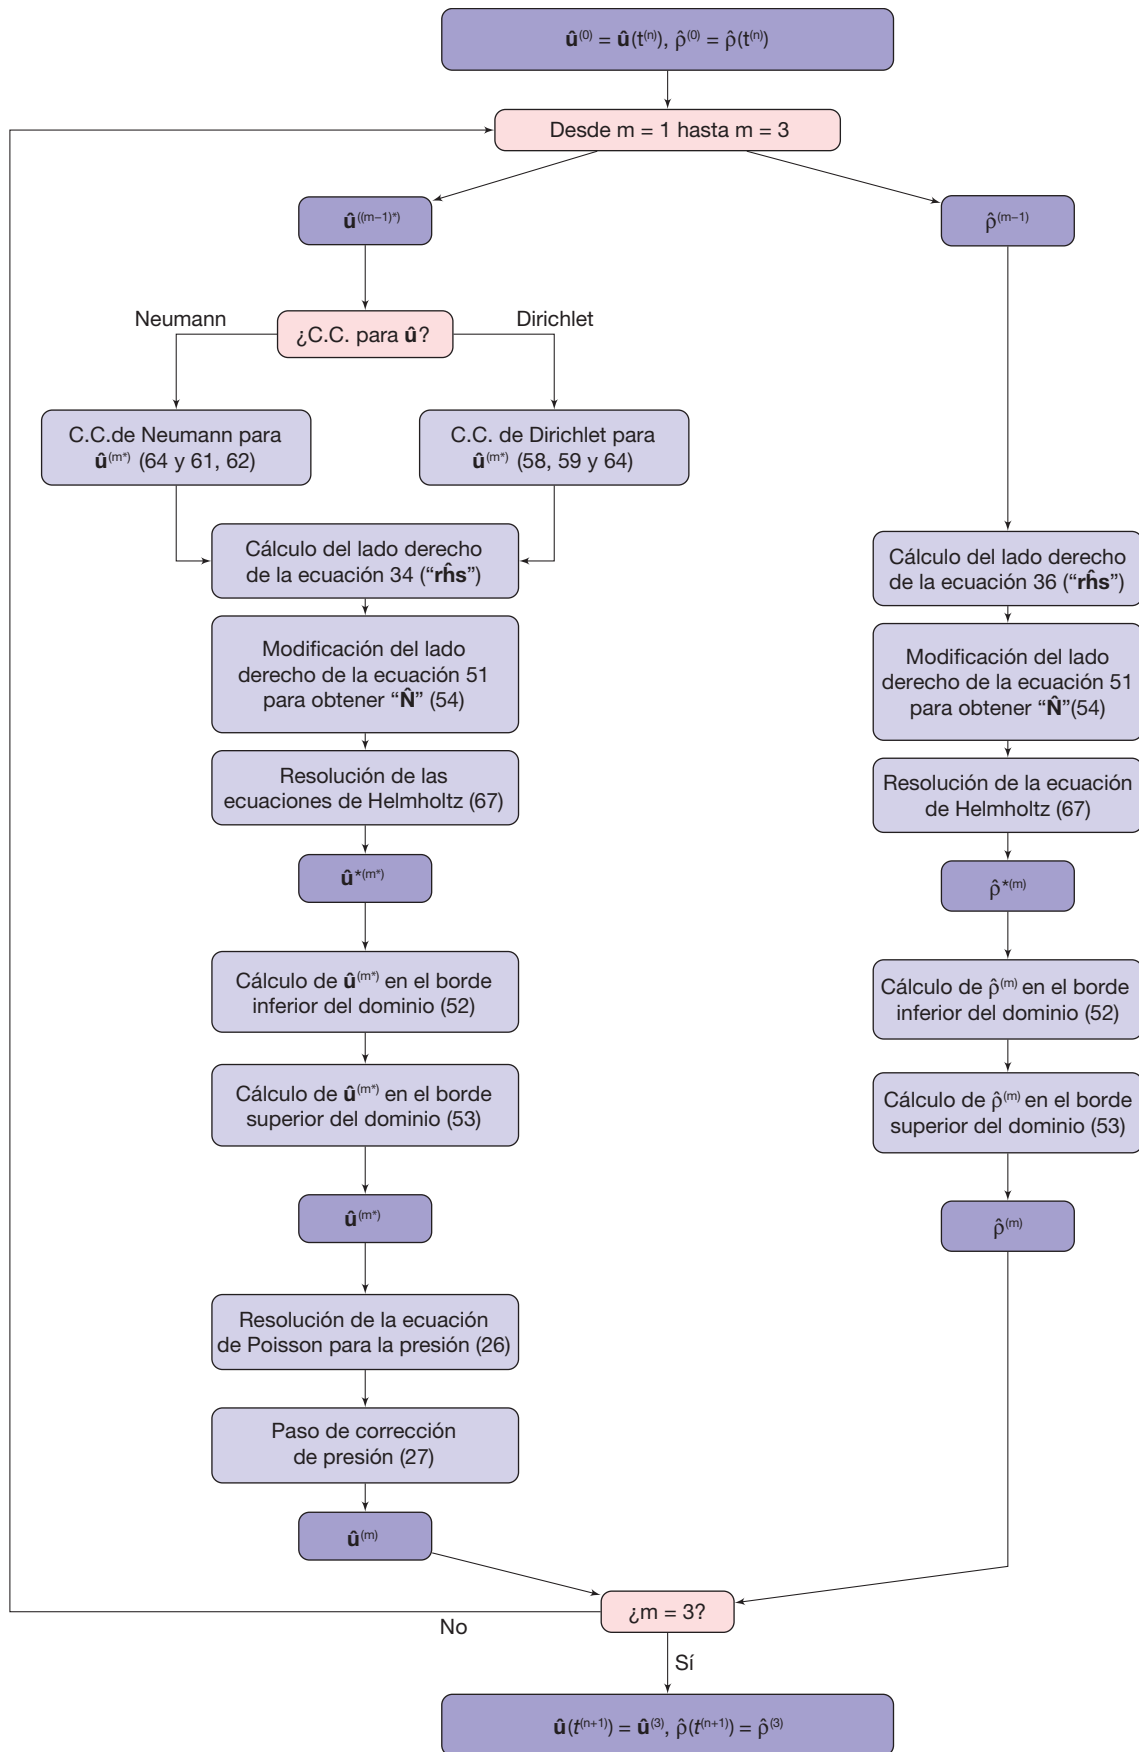 û⁽⁰⁾ = û(t⁽ⁿ⁾), ρ̂⁽⁰⁾ = ρ̂(t⁽ⁿ⁾)
Desde m = 1 hasta m = 3
û⁽⁽ᵐ⁻¹⁾*⁾
ρ̂⁽ᵐ⁻¹⁾
Neumann
¿C.C. para û?
Dirichlet
C.C.de Neumann para
û⁽ᵐ*⁾ (64 y 61, 62)
C.C. de Dirichlet para
û⁽ᵐ*⁾ (58, 59 y 64)
Cálculo del lado derecho
de la ecuación 34 (“rĥs”)
Modificación del lado
derecho de la ecuación 51
para obtener “N̂” (54)
Resolución de las
ecuaciones de Helmholtz (67)
û*⁽ᵐ*⁾
Cálculo de û⁽ᵐ*⁾ en el borde
inferior del dominio (52)
Cálculo de û⁽ᵐ*⁾ en el borde
superior del dominio (53)
û⁽ᵐ*⁾
Resolución de la ecuación
de Poisson para la presión (26)
Paso de corrección
de presión (27)
û⁽ᵐ⁾
Cálculo del lado derecho
de la ecuación 36 (“rĥs”)
Modificación del lado
derecho de la ecuación 51
para obtener “N̂”(54)
Resolución de la ecuación
de Helmholtz (67)
ρ̂*⁽ᵐ⁾
Cálculo de ρ̂⁽ᵐ⁾ en el borde
inferior del dominio (52)
Cálculo de ρ̂⁽ᵐ⁾ en el borde
superior del dominio (53)
ρ̂⁽ᵐ⁾
¿m = 3?
No
Sí
û(t⁽ⁿ⁺¹⁾) = û⁽³⁾, ρ̂(t⁽ⁿ⁺¹⁾) = ρ̂⁽³⁾